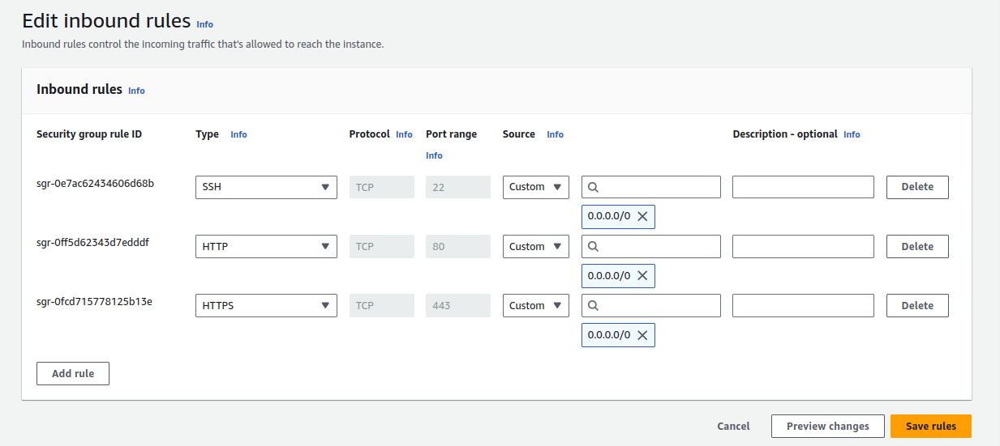 Edit inbound rules Info
Inbound rules control the incoming traffic that's allowed to reach the instance.
Inbound rules Info
Security group rule ID Type Info Protocol Info Port range Info Source Info Description - optional Info
sgr-0e7ac62434606d68b SSH TCP 22 Custom Delete
0.0.0.0/0
sgr-0ff5d62343d7edddf HTTP TCP 80 Custom Delete
0.0.0.0/0
sgr-0fcd715778125b13e HTTPS TCP 443 Custom Delete
0.0.0.0/0
Add rule
Cancel Preview changes Save rules